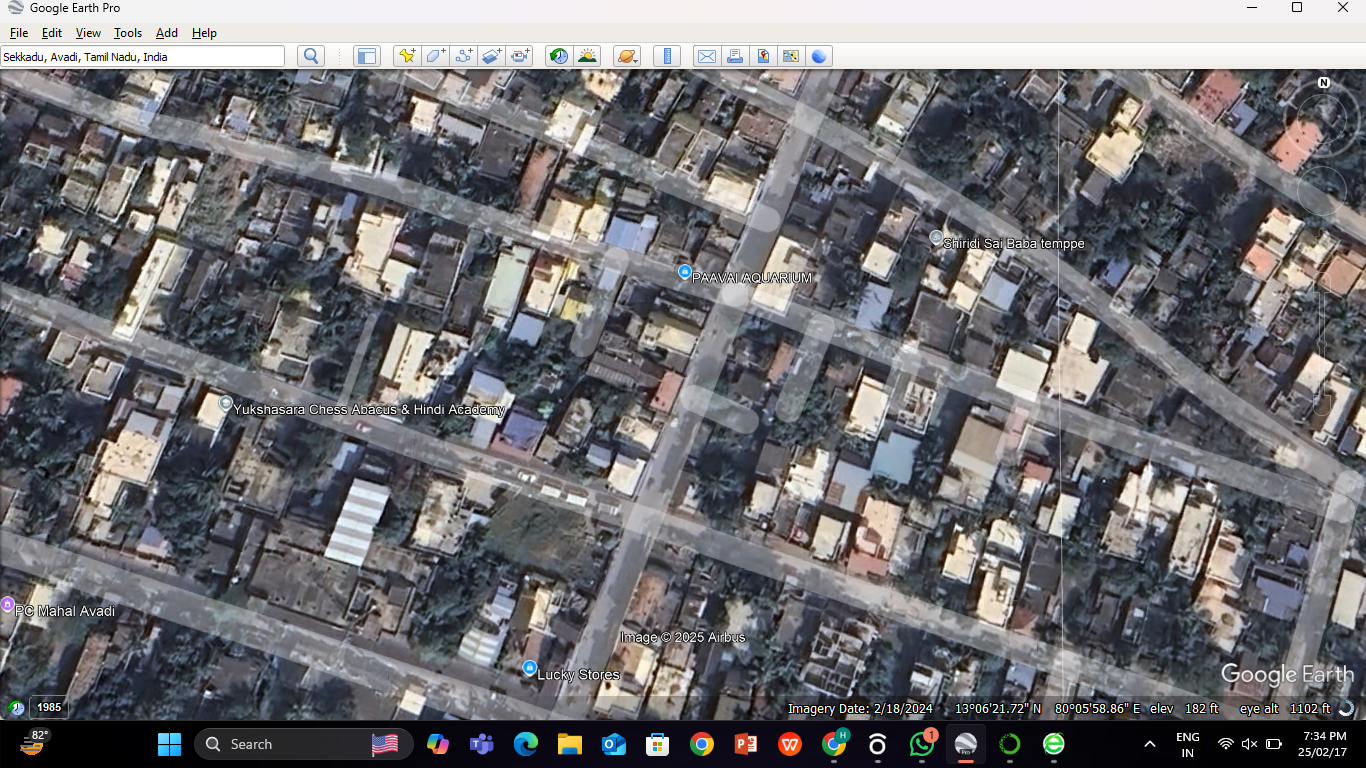 Google Earth Pro
File Edit View Tools Add Help
Sekkadu, Avadi, Tamil Nadu, India
N
Shiridi Sai Baba temppe
PAAVAI AQUARIUM
Yukshasara Chess Abacus & Hindi Academy
PC Mahal Avadi
Image © 2025 Airbus
Lucky Stores
Google Earth
1985
Imagery Date: 2/18/2024 13°06'21.72" N 80°05'58.86" E elev 182 ft eye alt 1102 ft
82°
Search
H
1
Pro
ENG
IN
7:34 PM
25/02/17